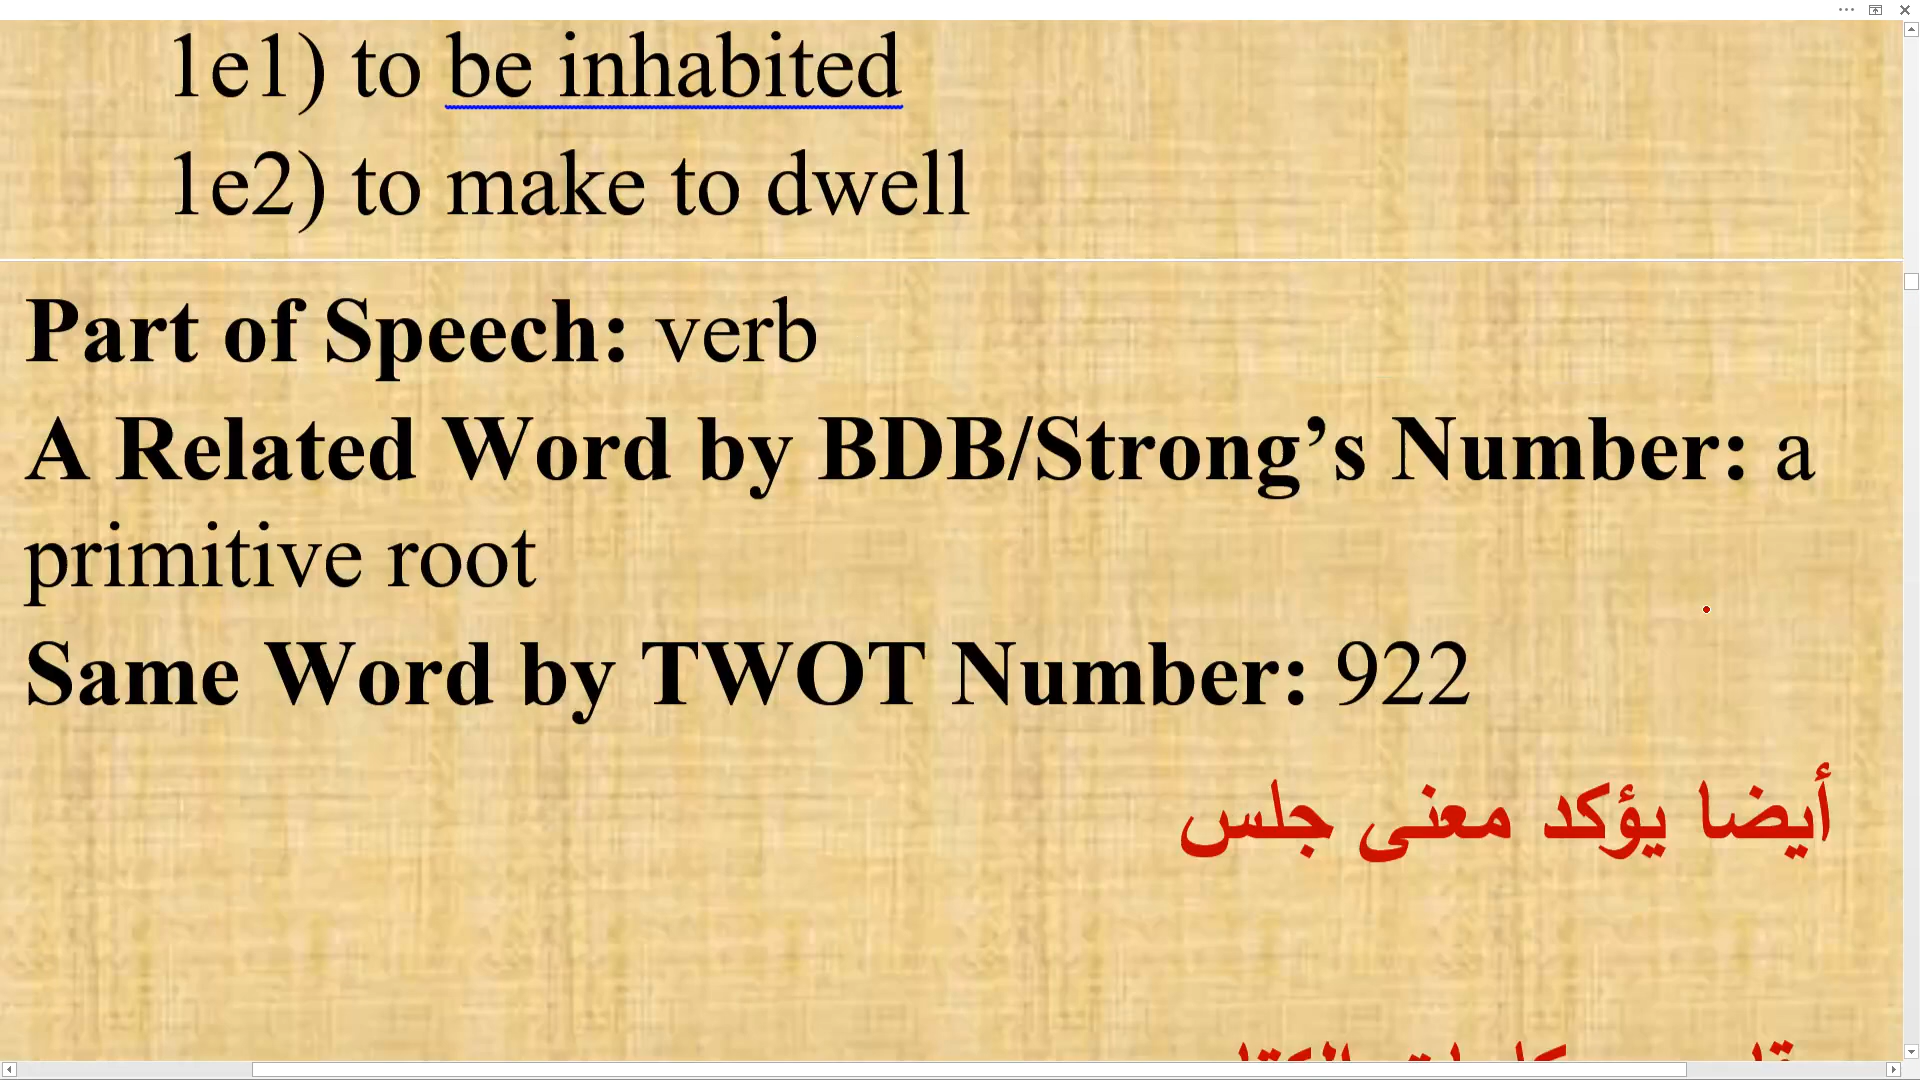 1e1) to be inhabited
1e2) to make to dwell
Part of Speech: verb
A Related Word by BDB/Strong’s Number: a
primitive root
Same Word by TWOT Number: 922
أيضا يؤكد معنى جلس